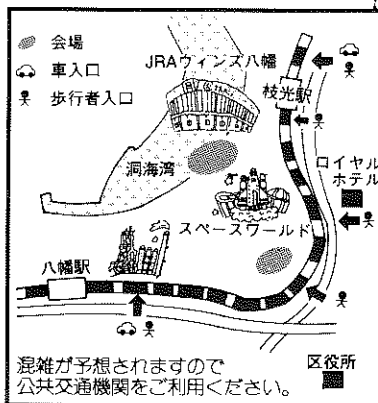 会場
車入口
歩行者入口
JRAウィンズ八幡
枝光駅
洞海湾
ロイヤル
ホテル
スペースワールド
八幡駅
混雑が予想されますので
公共交通機関をご利用ください。
区役所